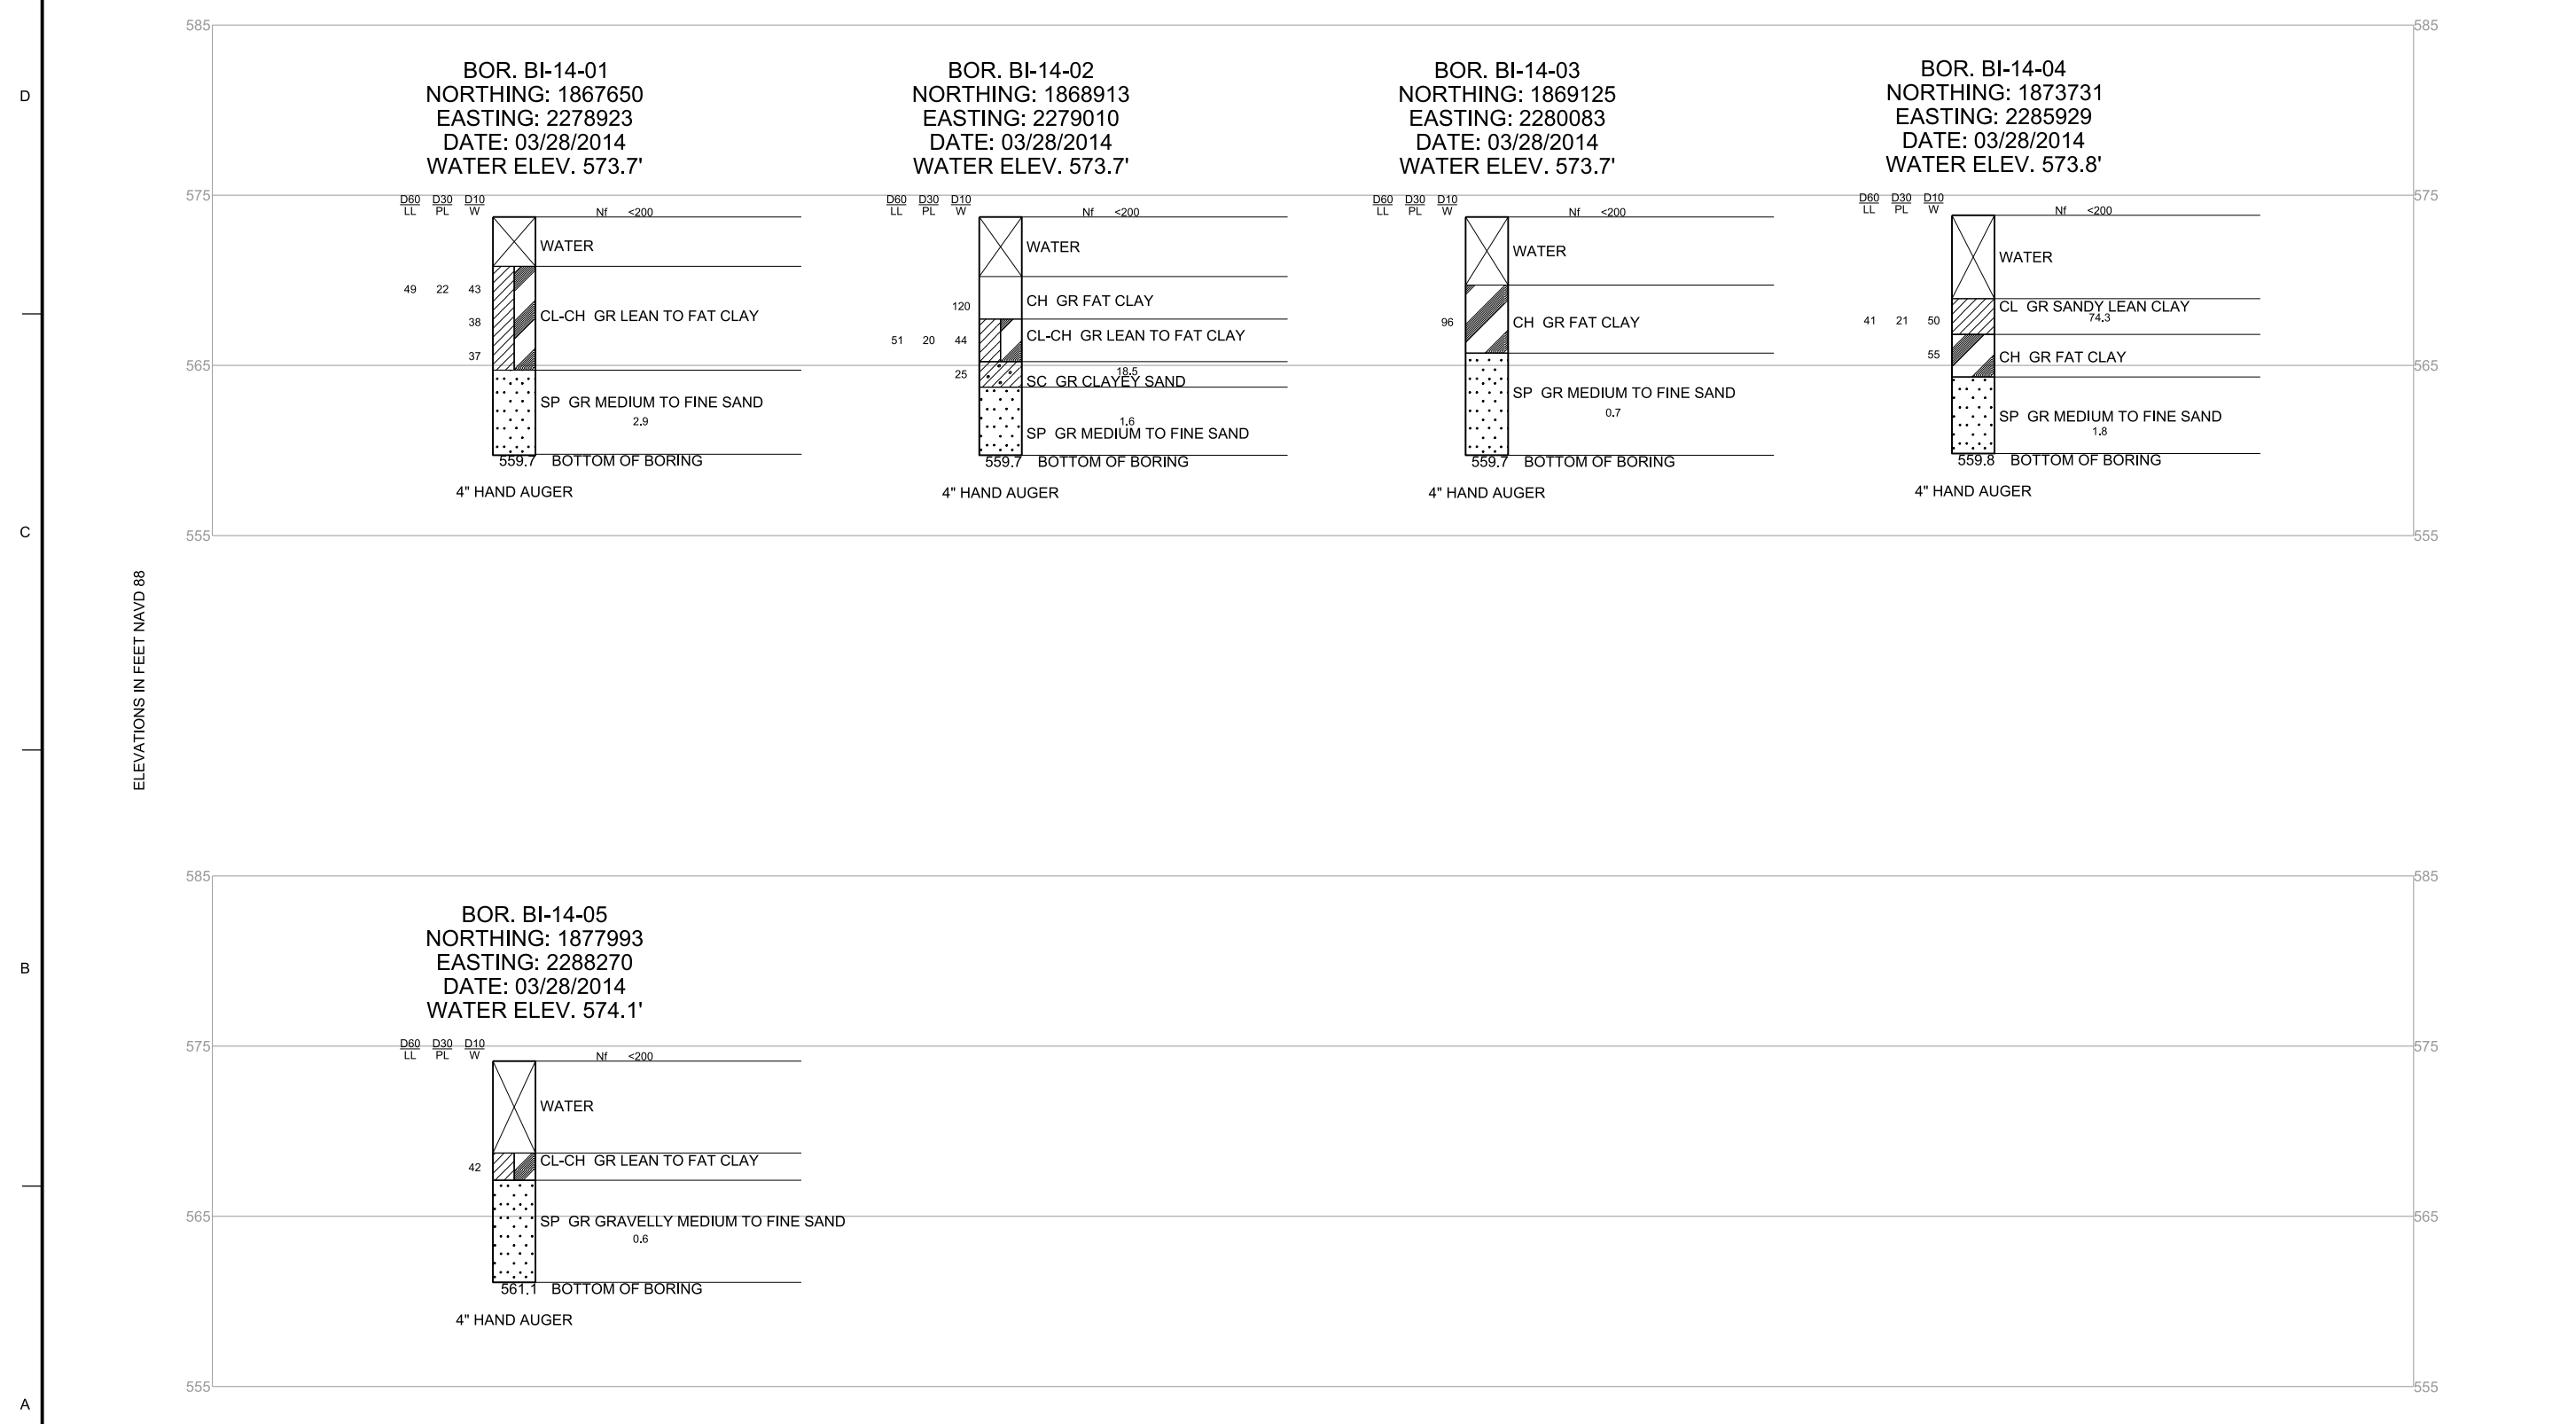 585
585
D
BOR. BI-14-01
NORTHING: 1867650
EASTING: 2278923
DATE: 03/28/2014
WATER ELEV. 573.7'
BOR. BI-14-02
NORTHING: 1868913
EASTING: 2279010
DATE: 03/28/2014
WATER ELEV. 573.7'
BOR. BI-14-03
NORTHING: 1869125
EASTING: 2280083
DATE: 03/28/2014
WATER ELEV. 573.7'
BOR. BI-14-04
NORTHING: 1873731
EASTING: 2285929
DATE: 03/28/2014
WATER ELEV. 573.8'
575
575
D60 D30 D10
LL PL W
Nf <200
WATER
49 22 43
CL-CH GR LEAN TO FAT CLAY
38
37
SP GR MEDIUM TO FINE SAND
2.9
559.7 BOTTOM OF BORING
4" HAND AUGER
D60 D30 D10
LL PL W
Nf <200
WATER
CH GR FAT CLAY
120
CL-CH GR LEAN TO FAT CLAY
51 20 44
18.5
25
SC GR CLAYEY SAND
1.6
SP GR MEDIUM TO FINE SAND
559.7 BOTTOM OF BORING
4" HAND AUGER
D60 D30 D10
LL PL W
Nf <200
WATER
96 CH GR FAT CLAY
SP GR MEDIUM TO FINE SAND
0.7
559.7 BOTTOM OF BORING
4" HAND AUGER
D60 D30 D10
LL PL W
Nf <200
WATER
CL GR SANDY LEAN CLAY
74.3
41 21 50
55 CH GR FAT CLAY
SP GR MEDIUM TO FINE SAND
1.8
559.8 BOTTOM OF BORING
4" HAND AUGER
565
565
C
555
555
ELEVATIONS IN FEET NAVD 88
585
585
B
BOR. BI-14-05
NORTHING: 1877993
EASTING: 2288270
DATE: 03/28/2014
WATER ELEV. 574.1'
575
575
D60 D30 D10
LL PL W
Nf <200
WATER
CL-CH GR LEAN TO FAT CLAY
42
565
565
SP GR GRAVELLY MEDIUM TO FINE SAND
0.6
561.1 BOTTOM OF BORING
4" HAND AUGER
555
555
A